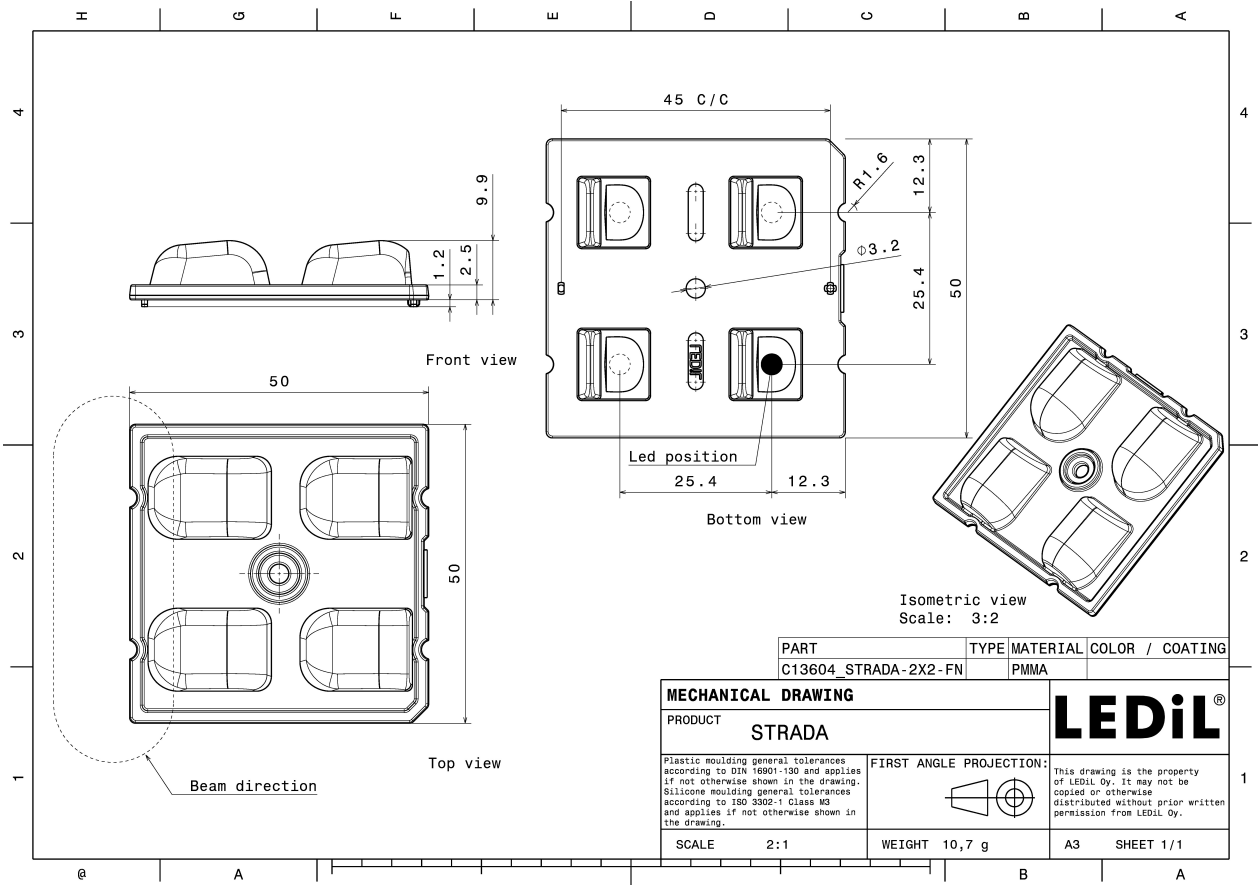 H G F E D C B A
4
4
45 C/C
R1.6
12.3
9.9
⌀3.2
1.2
2.5
25.4
50
3
3
LEDiL
Front view
50
Led position
25.4
12.3
Bottom view
50
2
2
Isometric view
Scale: 3:2
PART TYPE MATERIAL COLOR / COATING
C13604_STRADA-2X2-FN PMMA
MECHANICAL DRAWING
LEDiL®
PRODUCT
STRADA
Top view
Beam direction
1
1
Plastic moulding general tolerances
according to DIN 16901-130 and applies
if not otherwise shown in the drawing.
Silicone moulding general tolerances
according to ISO 3302-1 Class M3
and applies if not otherwise shown in
the drawing.
FIRST ANGLE PROJECTION:
This drawing is the property
of LEDiL Oy. It may not be
copied or otherwise
distributed without prior written
permission from LEDiL Oy.
SCALE 2:1
WEIGHT 10,7 g
A3 SHEET 1/1
@ A B A